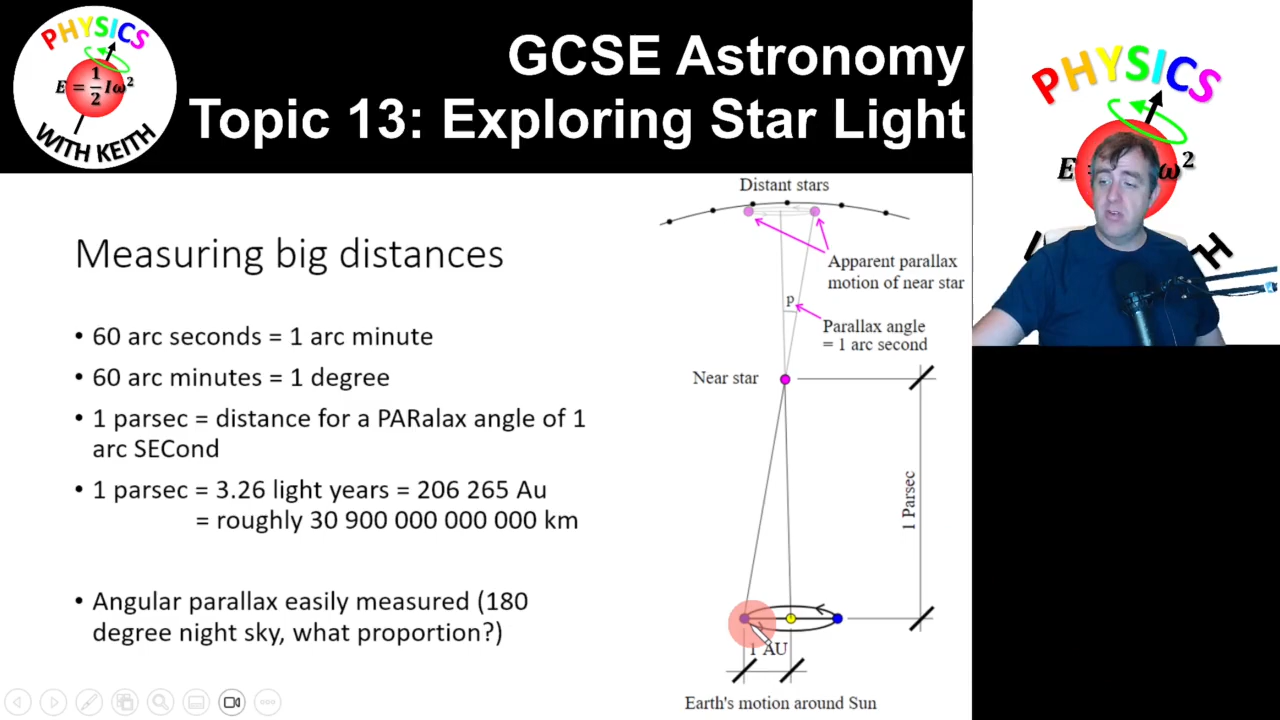 PHYSICS
E = 1/2 Iω²
WITH KEITH
GCSE Astronomy
Topic 13: Exploring Star Light
PHYSICS
E
ω²
TH
Measuring big distances
• 60 arc seconds = 1 arc minute
• 60 arc minutes = 1 degree
• 1 parsec = distance for a PARalax angle of 1
arc SECond
• 1 parsec = 3.26 light years = 206 265 Au
= roughly 30 900 000 000 000 km
• Angular parallax easily measured (180
degree night sky, what proportion?)
Distant stars
Apparent parallax
motion of near star
p
Parallax angle
= 1 arc second
Near star
1 Parsec
1 AU
Earth's motion around Sun